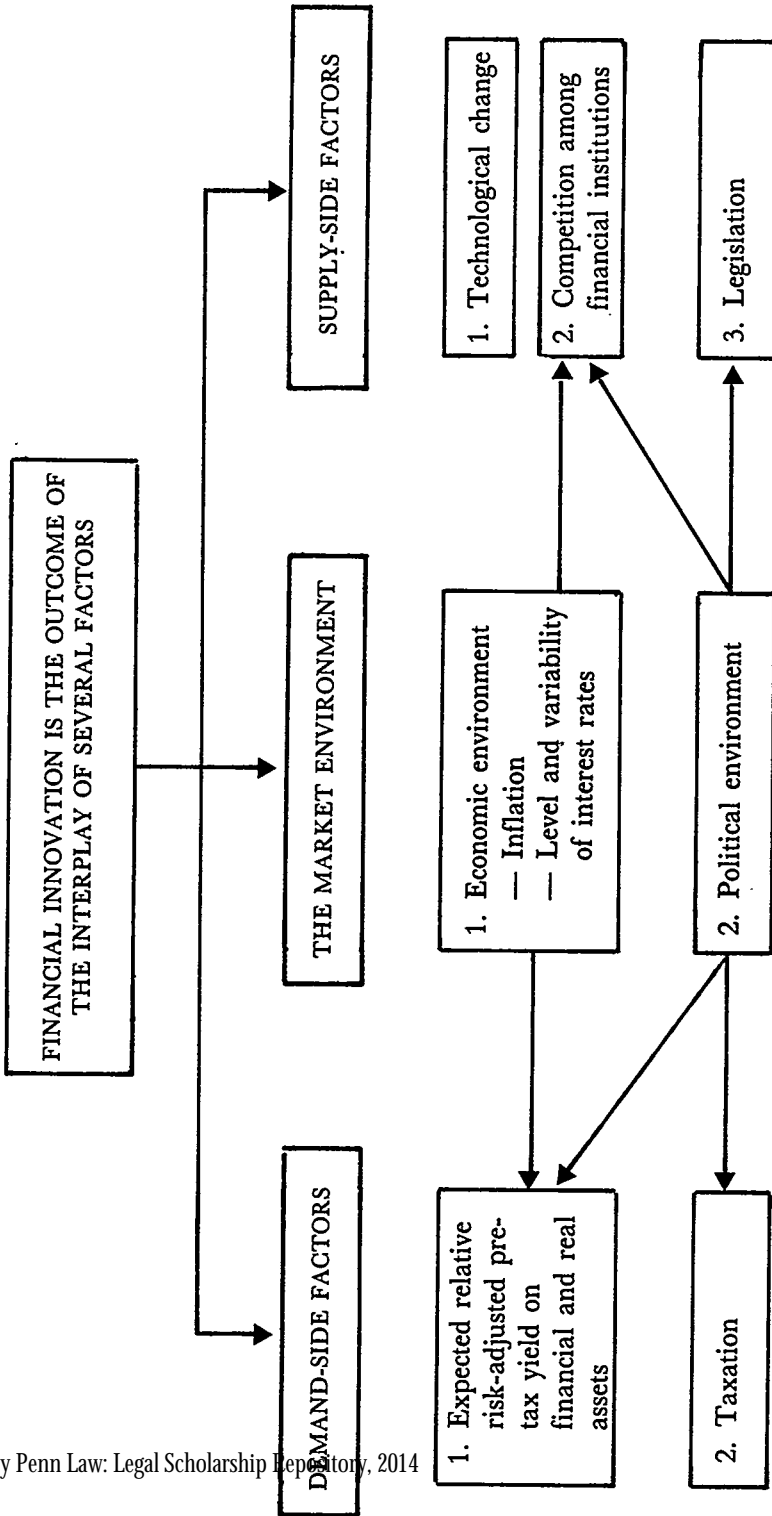 FINANCIAL INNOVATION IS THE OUTCOME OF
THE INTERPLAY OF SEVERAL FACTORS
DEMAND-SIDE FACTORS
THE MARKET ENVIRONMENT
SUPPLY-SIDE FACTORS
1. Expected relative
risk-adjusted pre-
tax yield on
financial and real
assets
1. Economic environment
— Inflation
— Level and variability
of interest rates
1. Technological change
2. Competition among
financial institutions
2. Taxation
2. Political environment
3. Legislation
y Penn Law: Legal Scholarship Repository, 2014